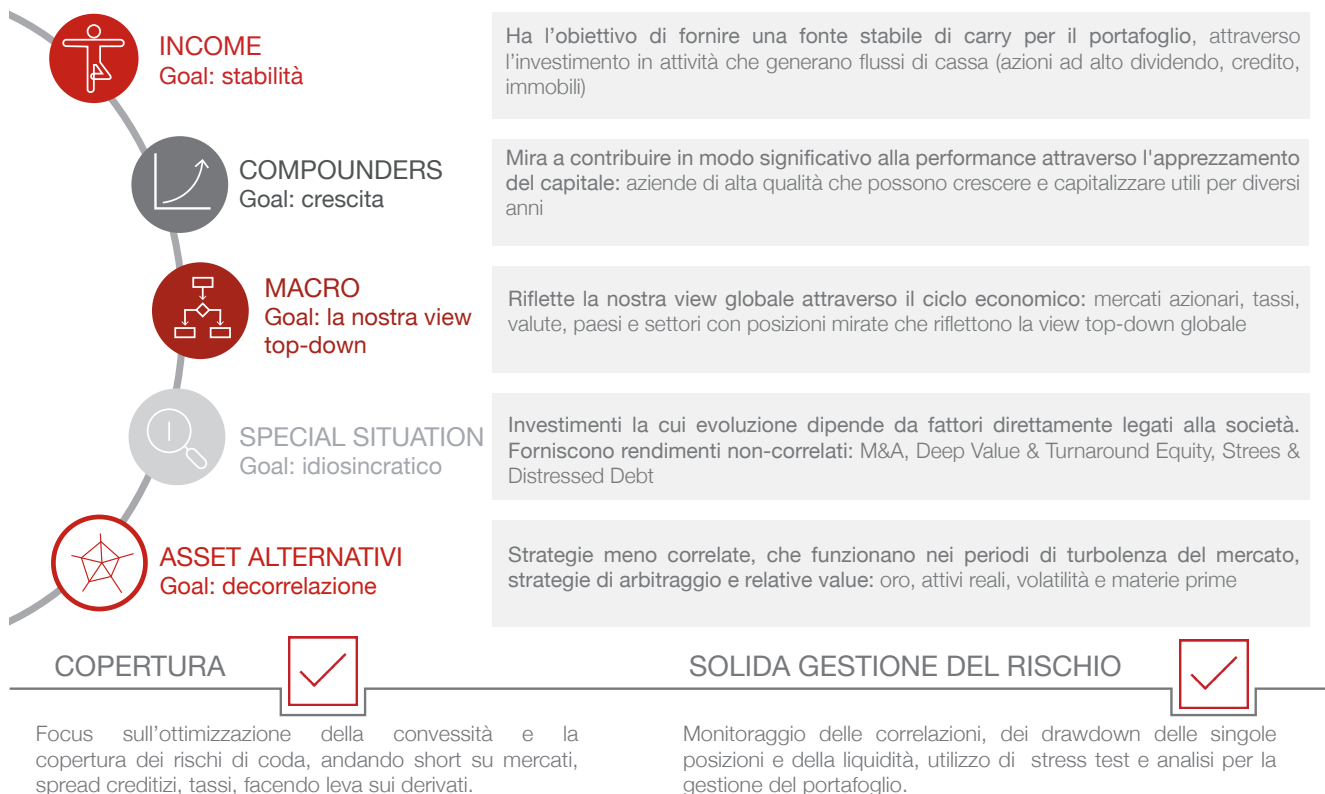 INCOME
Goal: stabilità
Ha l’obiettivo di fornire una fonte stabile di carry per il portafoglio, attraverso
l’investimento in attività che generano flussi di cassa (azioni ad alto dividendo, credito,
immobili)
COMPOUNDERS
Goal: crescita
Mira a contribuire in modo significativo alla performance attraverso l'apprezzamento
del capitale: aziende di alta qualità che possono crescere e capitalizzare utili per diversi
anni
MACRO
Goal: la nostra view
top-down
Riflette la nostra view globale attraverso il ciclo economico: mercati azionari, tassi,
valute, paesi e settori con posizioni mirate che riflettono la view top-down globale
SPECIAL SITUATION
Goal: idiosincratico
Investimenti la cui evoluzione dipende da fattori direttamente legati alla società.
Forniscono rendimenti non-correlati: M&A, Deep Value & Turnaround Equity, Strees &
Distressed Debt
ASSET ALTERNATIVI
Goal: decorrelazione
Strategie meno correlate, che funzionano nei periodi di turbolenza del mercato,
strategie di arbitraggio e relative value: oro, attivi reali, volatilità e materie prime
COPERTURA
Focus sull’ottimizzazione della convessità e la
copertura dei rischi di coda, andando short su mercati,
spread creditizi, tassi, facendo leva sui derivati.
SOLIDA GESTIONE DEL RISCHIO
Monitoraggio delle correlazioni, dei drawdown delle singole
posizioni e della liquidità, utilizzo di stress test e analisi per la
gestione del portafoglio.